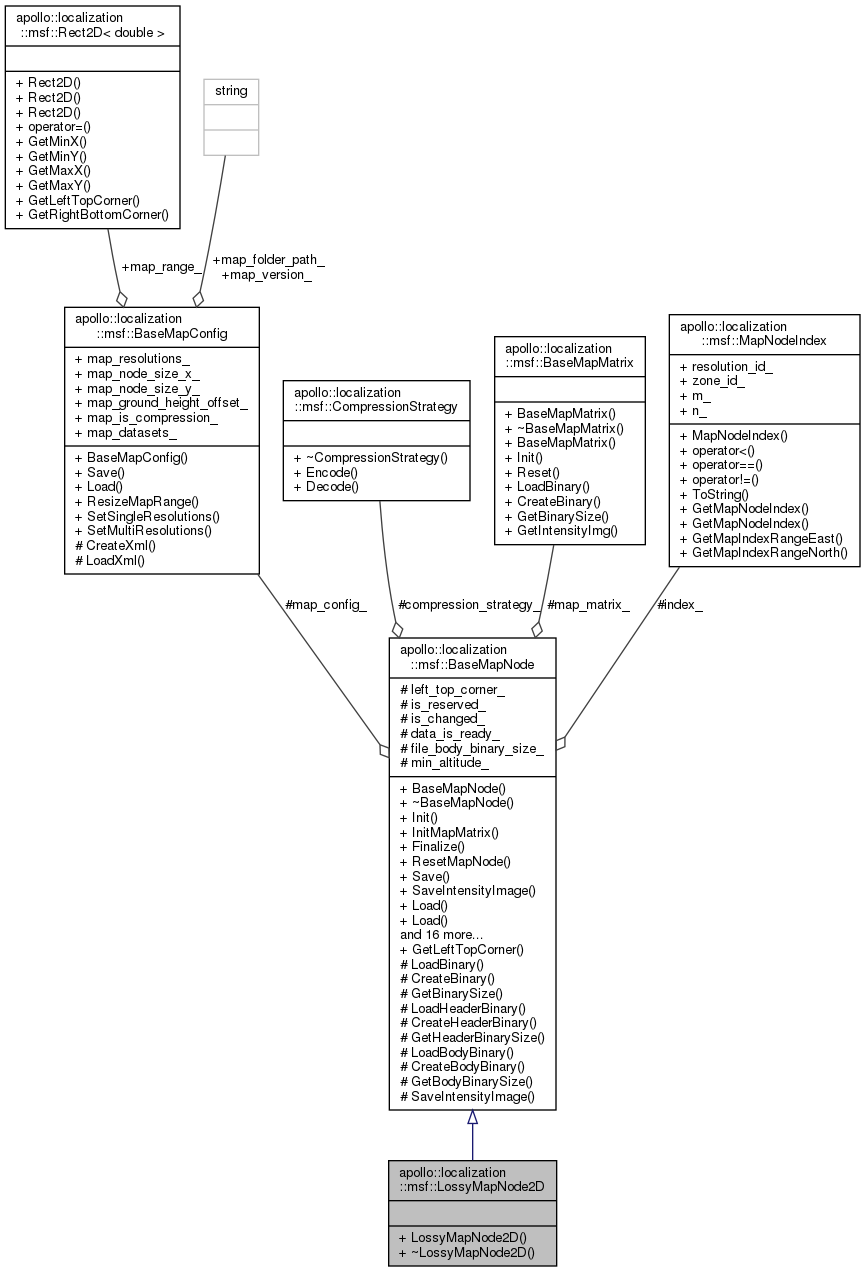 apollo::localization
::msf::Rect2D< double >
+ Rect2D()
+ Rect2D()
+ Rect2D()
+ operator=()
+ GetMinX()
+ GetMinY()
+ GetMaxX()
+ GetMaxY()
+ GetLeftTopCorner()
+ GetRightBottomCorner()
string
+map_range_
+map_folder_path_
+map_version_
apollo::localization
::msf::BaseMapConfig
+ map_resolutions_
+ map_node_size_x_
+ map_node_size_y_
+ map_ground_height_offset_
+ map_is_compression_
+ map_datasets_
+ BaseMapConfig()
+ Save()
+ Load()
+ ResizeMapRange()
+ SetSingleResolutions()
+ SetMultiResolutions()
# CreateXml()
# LoadXml()
apollo::localization
::msf::CompressionStrategy
+ ~CompressionStrategy()
+ Encode()
+ Decode()
apollo::localization
::msf::BaseMapMatrix
+ BaseMapMatrix()
+ ~BaseMapMatrix()
+ BaseMapMatrix()
+ Init()
+ Reset()
+ LoadBinary()
+ CreateBinary()
+ GetBinarySize()
+ GetIntensityImg()
apollo::localization
::msf::MapNodeIndex
+ resolution_id_
+ zone_id_
+ m_
+ n_
+ MapNodeIndex()
+ operator<()
+ operator==()
+ operator!=()
+ ToString()
+ GetMapNodeIndex()
+ GetMapNodeIndex()
+ GetMapIndexRangeEast()
+ GetMapIndexRangeNorth()
#map_config_
#compression_strategy_
#map_matrix_
#index_
apollo::localization
::msf::BaseMapNode
# left_top_corner_
# is_reserved_
# is_changed_
# data_is_ready_
# file_body_binary_size_
# min_altitude_
+ BaseMapNode()
+ ~BaseMapNode()
+ Init()
+ InitMapMatrix()
+ Finalize()
+ ResetMapNode()
+ Save()
+ SaveIntensityImage()
+ Load()
+ Load()
and 16 more...
+ GetLeftTopCorner()
# LoadBinary()
# CreateBinary()
# GetBinarySize()
# LoadHeaderBinary()
# CreateHeaderBinary()
# GetHeaderBinarySize()
# LoadBodyBinary()
# CreateBodyBinary()
# GetBodyBinarySize()
# SaveIntensityImage()
apollo::localization
::msf::LossyMapNode2D
+ LossyMapNode2D()
+ ~LossyMapNode2D()